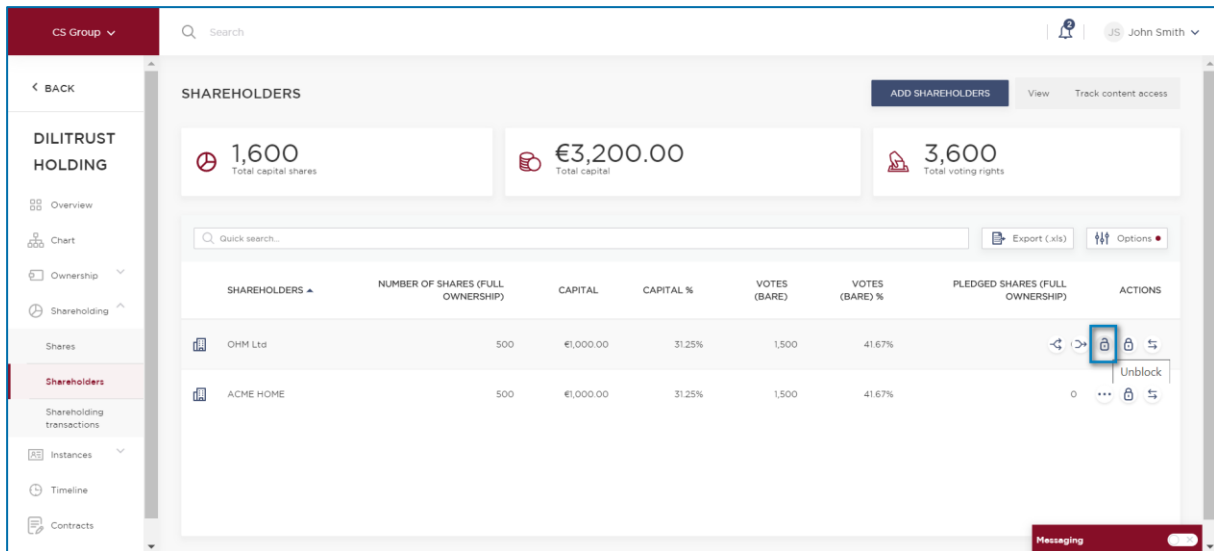 CS Group
Search
2
JS John Smith
BACK
SHAREHOLDERS
ADD SHAREHOLDERS
View
Track content access
DILITRUST
HOLDING
1,600
Total capital shares
€3,200.00
Total capital
3,600
Total voting rights
Overview
Chart
Ownership
Shareholding
Shares
Shareholders
Shareholding
transactions
Instances
Timeline
Contracts
Quick search...
Export (.xls)
Options
SHAREHOLDERS NUMBER OF SHARES (FULL CAPITAL CAPITAL % VOTES VOTES PLEDGED SHARES (FULL ACTIONS
OWNERSHIP) (BARE) (BARE) % OWNERSHIP)
OHM Ltd 500 €1,000.00 31.25% 1,500 41.67%
Unblock
ACME HOME 500 €1,000.00 31.25% 1,500 41.67% 0
Messaging